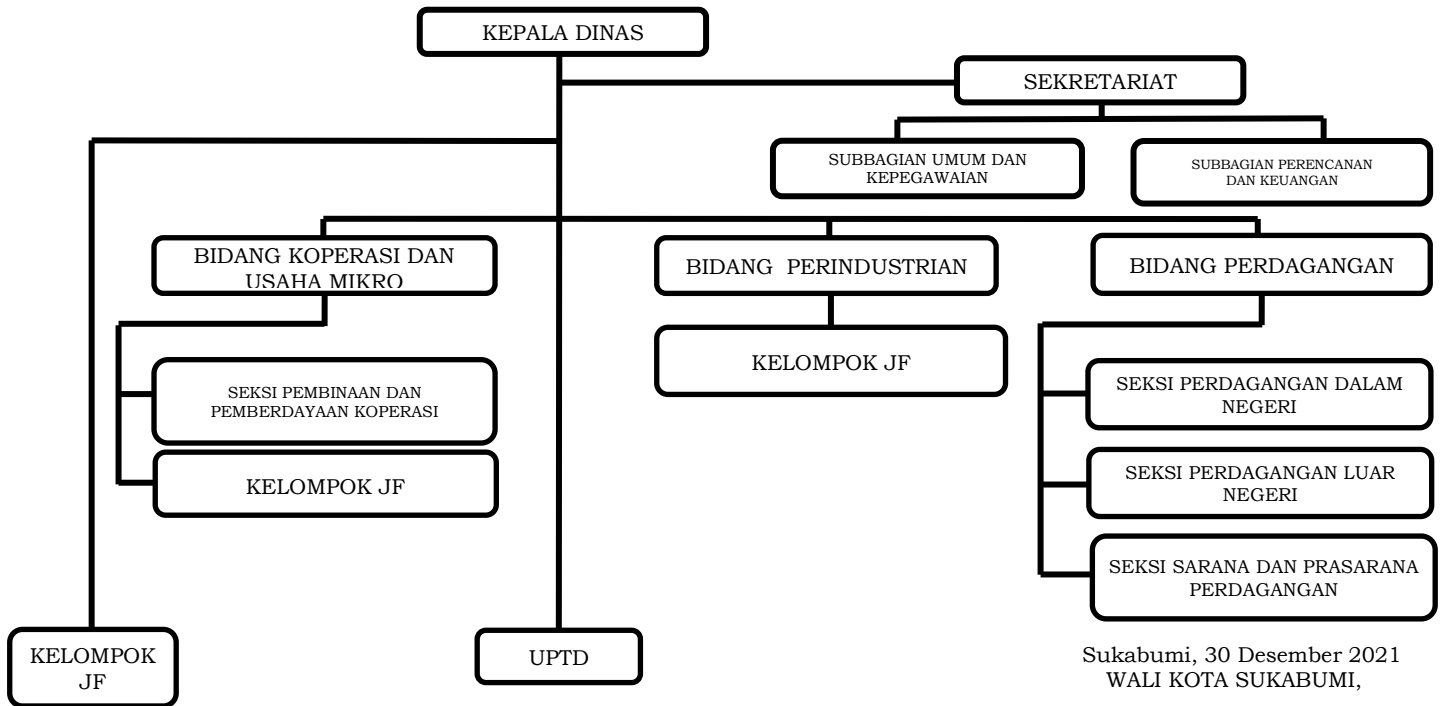 KEPALA DINAS
SEKRETARIAT
SUBBAGIAN UMUM DAN
KEPEGAWAIAN
SUBBAGIAN PERENCANAN
DAN KEUANGAN
BIDANG KOPERASI DAN
USAHA MIKRO
BIDANG PERINDUSTRIAN
BIDANG PERDAGANGAN
KELOMPOK JF
SEKSI PEMBINAAN DAN
PEMBERDAYAAN KOPERASI
SEKSI PERDAGANGAN DALAM
NEGERI
KELOMPOK JF
SEKSI PERDAGANGAN LUAR
NEGERI
SEKSI SARANA DAN PRASARANA
PERDAGANGAN
KELOMPOK
JF
UPTD
Sukabumi, 30 Desember 2021
WALI KOTA SUKABUMI,